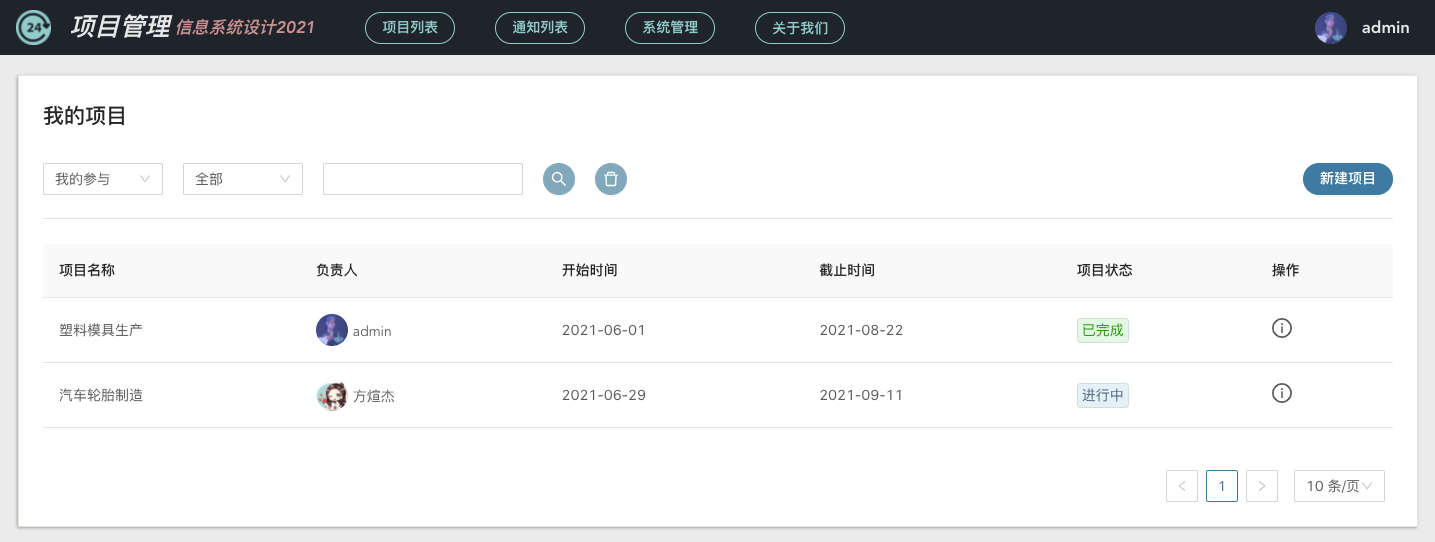 24 项目管理 信息系统设计2021 项目列表 通知列表 系统管理 关于我们 admin
我的项目
我的参与 全部 新建项目
项目名称 负责人 开始时间 截止时间 项目状态 操作
塑料模具生产 admin 2021-06-01 2021-08-22 已完成
汽车轮胎制造 方煊杰 2021-06-29 2021-09-11 进行中
< 1 > 10 条/页